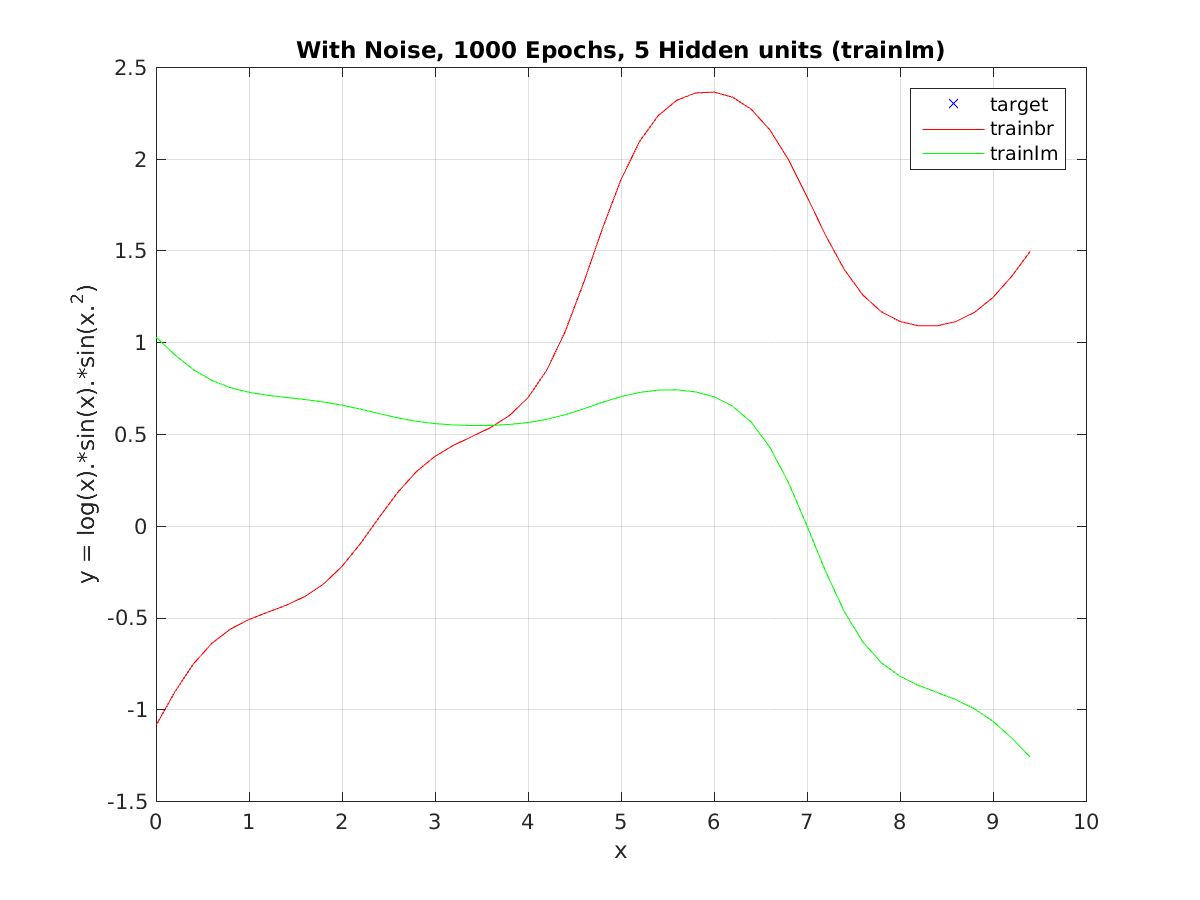 With Noise, 1000 Epochs, 5 Hidden units (trainlm)
target
trainbr
trainlm
y = log(x).*sin(x).*sin(x.^2)
2.5
2
1.5
1
0.5
0
-0.5
-1
-1.5
0 1 2 3 4 5 6 7 8 9 10
x